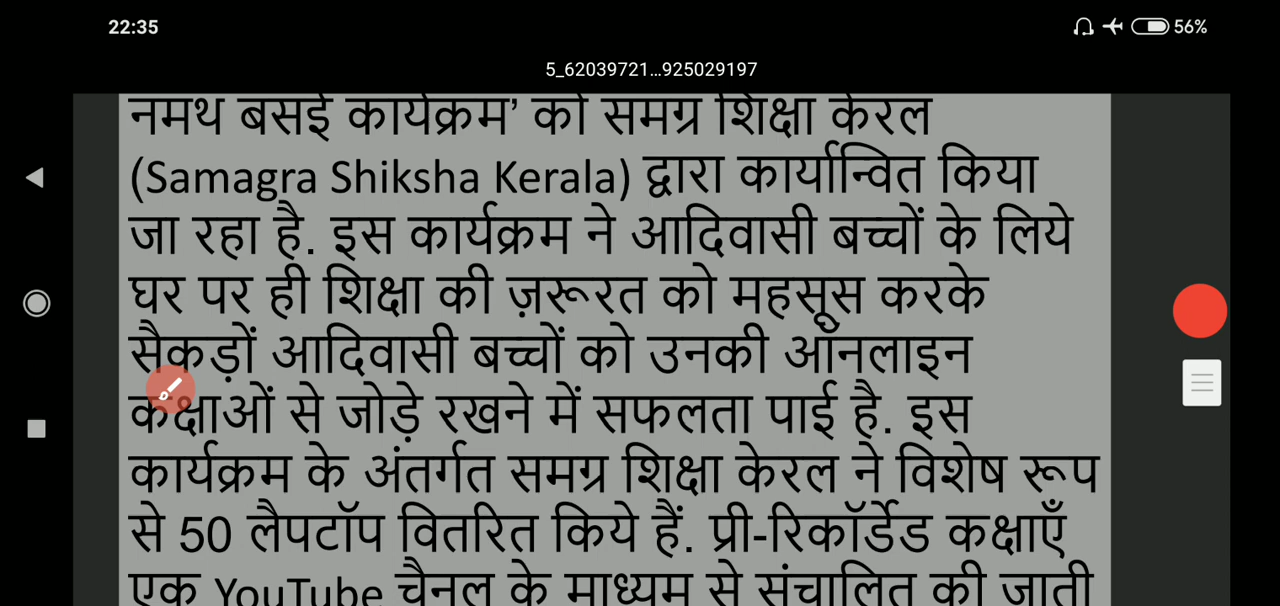 22:35
56%
5_62039721...925029197
नमथ बसई कार्यक्रम' को समग्र शिक्षा केरल
(Samagra Shiksha Kerala) द्वारा कार्यान्वित किया
जा रहा है. इस कार्यक्रम ने आदिवासी बच्चों के लिये
घर पर ही शिक्षा की ज़रूरत को महसूस करके
सैकड़ों आदिवासी बच्चों को उनकी ऑनलाइन
कक्षाओं से जोड़े रखने में सफलता पाई है. इस
कार्यक्रम के अंतर्गत समग्र शिक्षा केरल ने विशेष रूप
से 50 लैपटॉप वितरित किये हैं. प्री-रिकॉर्डेड कक्षाएँ
एक YouTube चैनल के माध्यम से संचालित की जाती